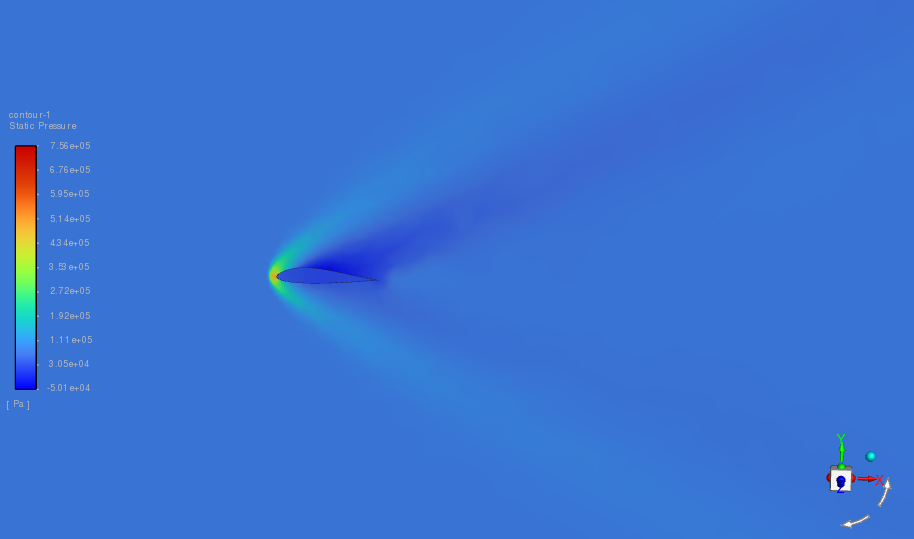 contour-1
Static Pressure
7.56e+05
6.76e+05
5.95e+05
5.14e+05
4.34e+05
3.53e+05
2.72e+05
1.92e+05
1.11e+05
3.05e+04
-5.01e+04
[ Pa ]
Y
X
Z